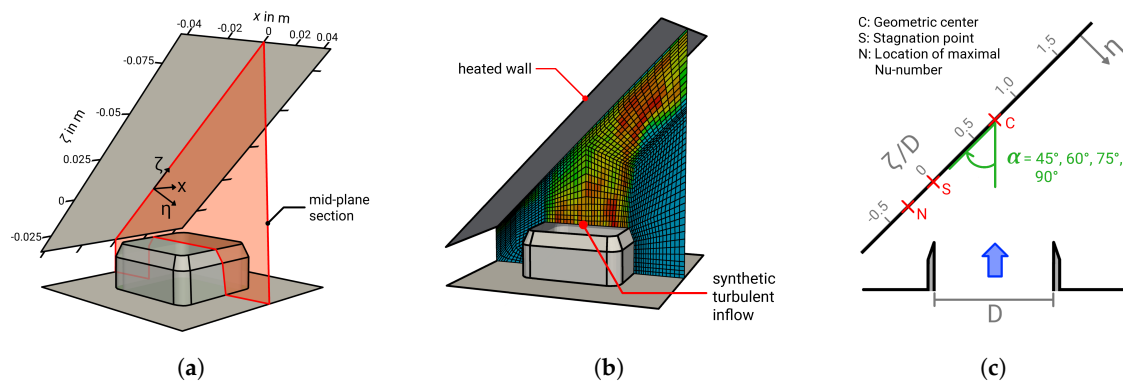 x in m
-0.04
-0.02
0
0.02
0.04
-0.075
-0.05
0.025
0
-0.025
ζ in m
ζ
x
η
mid-plane
section
(a)
heated wall
synthetic
turbulent
inflow
(b)
C: Geometric center
S: Stagnation point
N: Location of maximal
Nu-number
1.5
1.0
0.5
0
-0.5
ζ/D
η
C
S
N
α = 45°, 60°, 75°,
90°
D
(c)